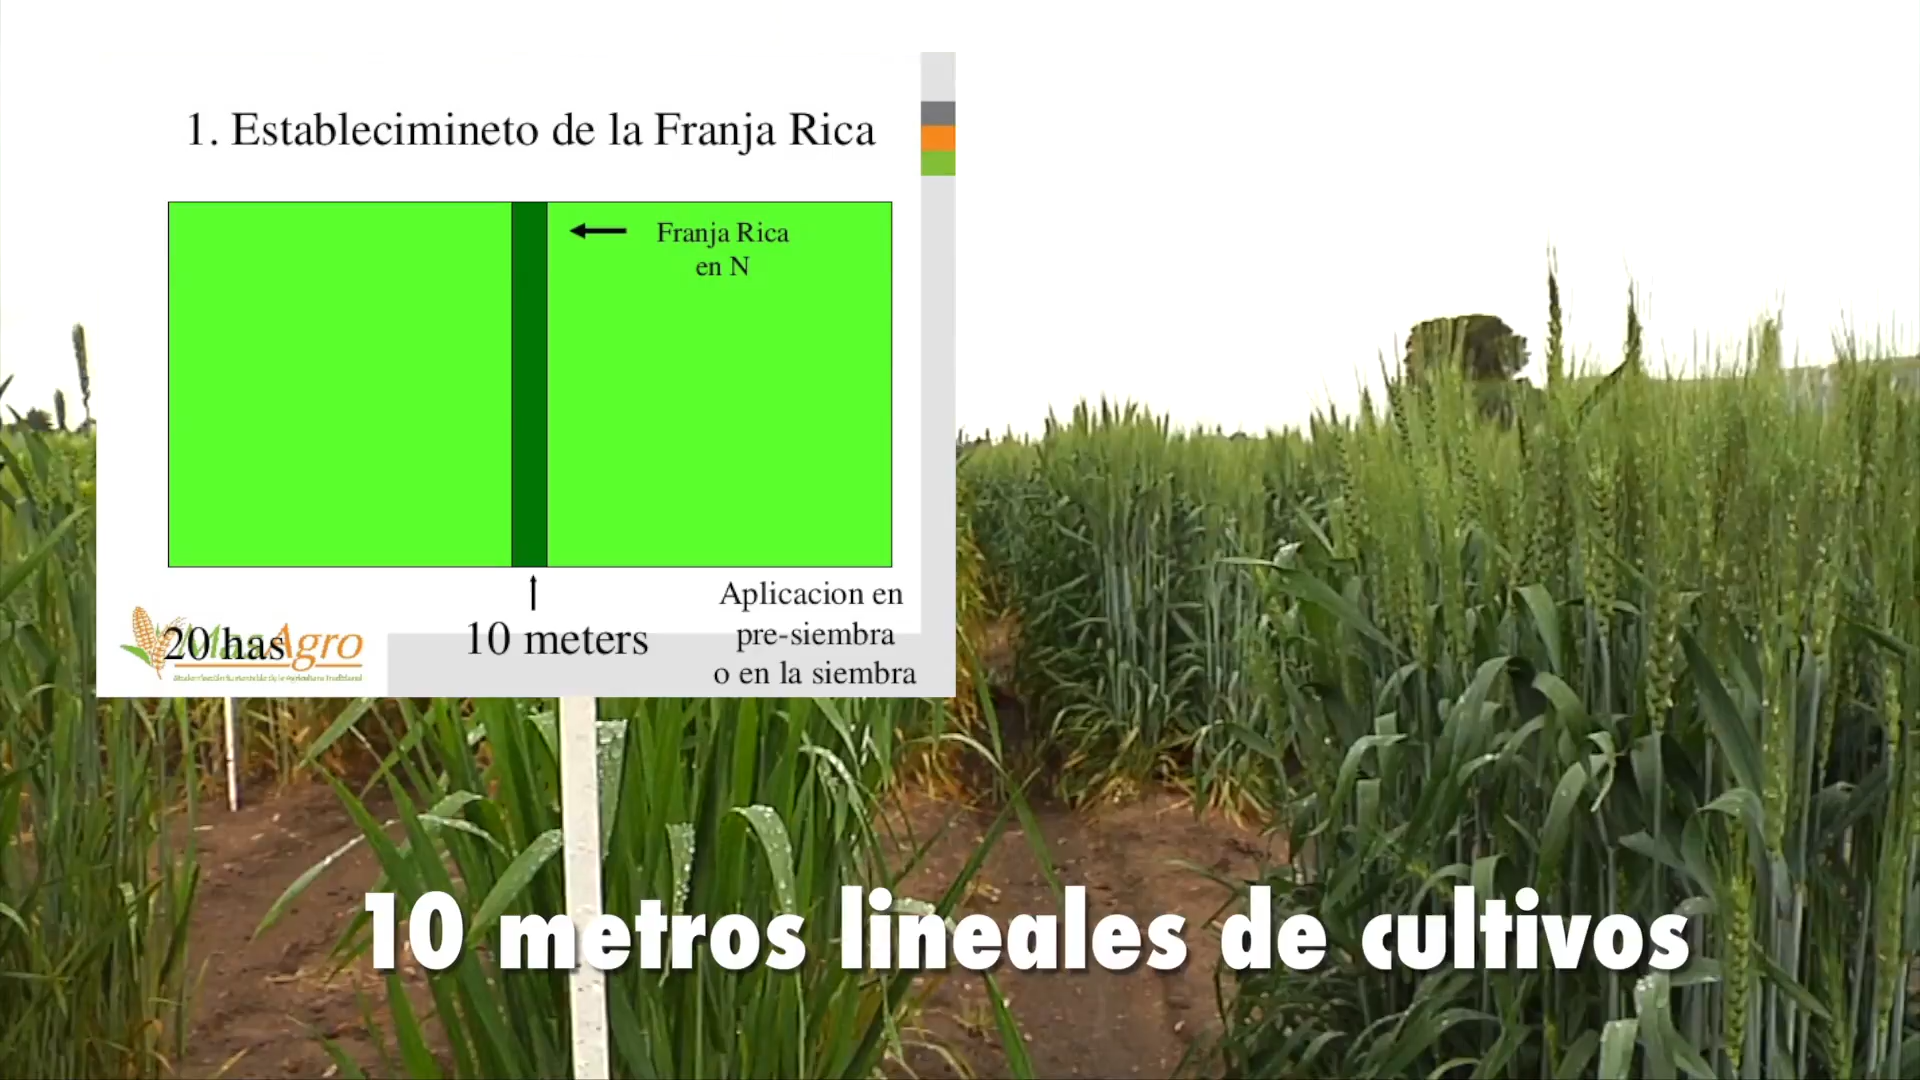 1. Establecimineto de la Franja Rica
Franja Rica
en N
Aplicacion en
pre-siembra
o en la siembra
10 meters
20 has
MasAgro
10 metros lineales de cultivos